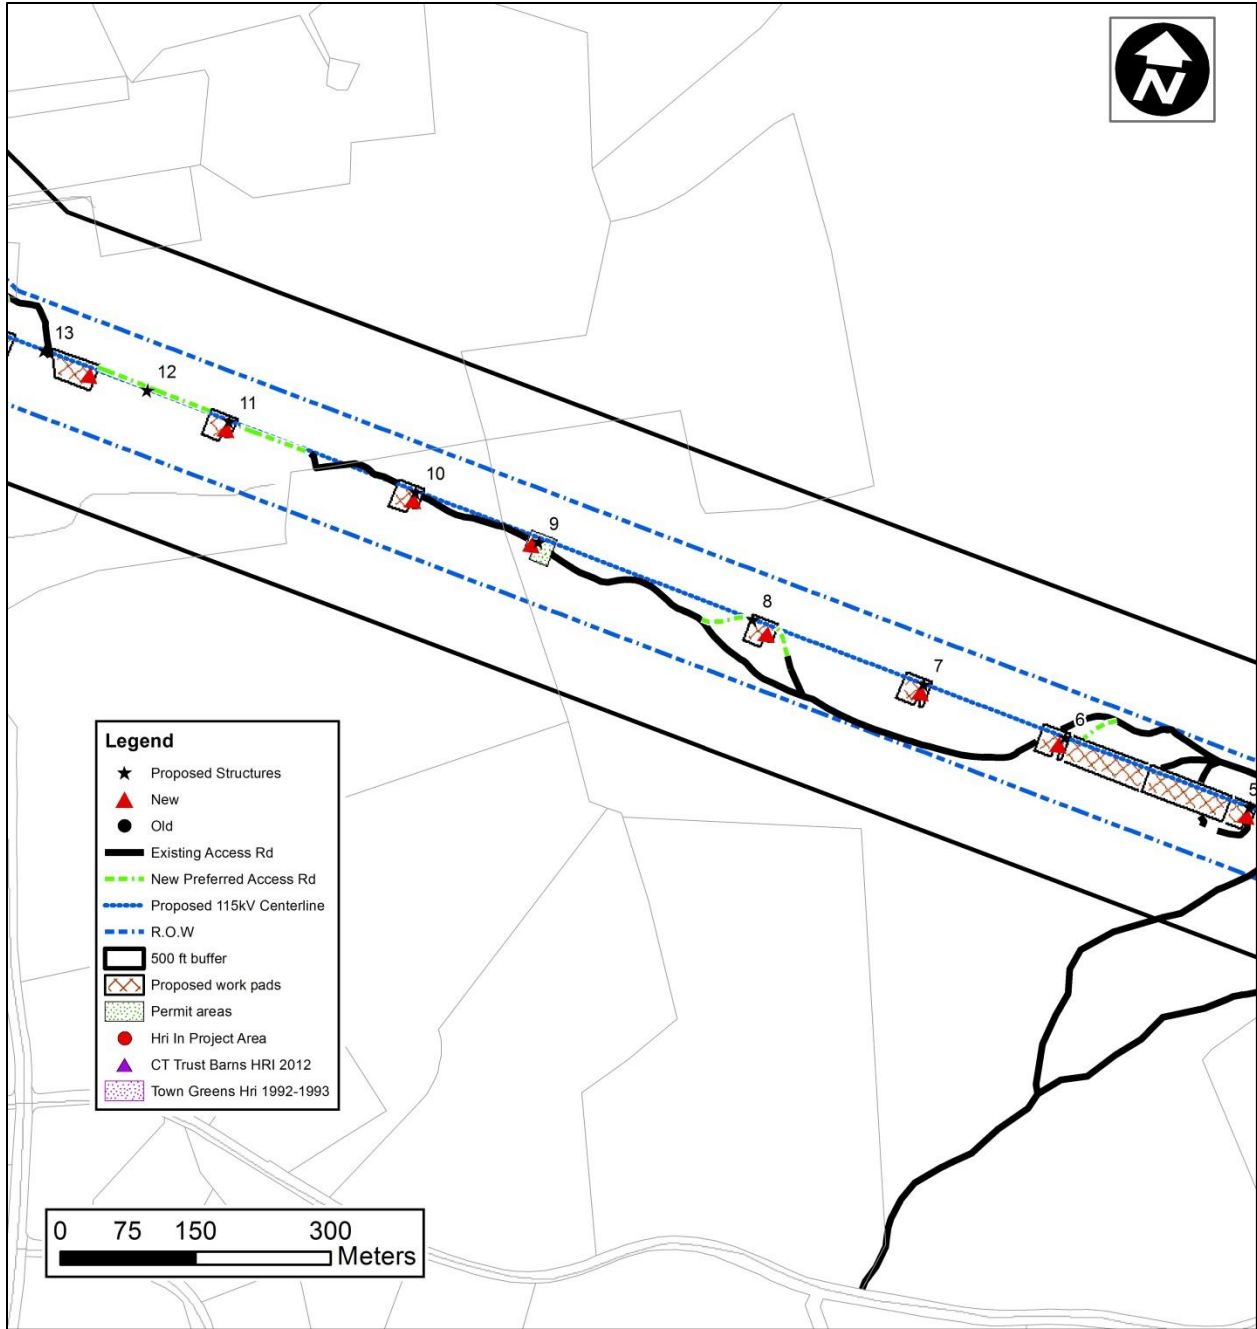 N
13
12
11
10
9
8
7
6
5
Legend
Proposed Structures
New
Old
Existing Access Rd
New Preferred Access Rd
Proposed 115kV Centerline
R.O.W
500 ft buffer
Proposed work pads
Permit areas
Hri In Project Area
CT Trust Barns HRI 2012
Town Greens Hri 1992-1993
0 75 150 300
Meters